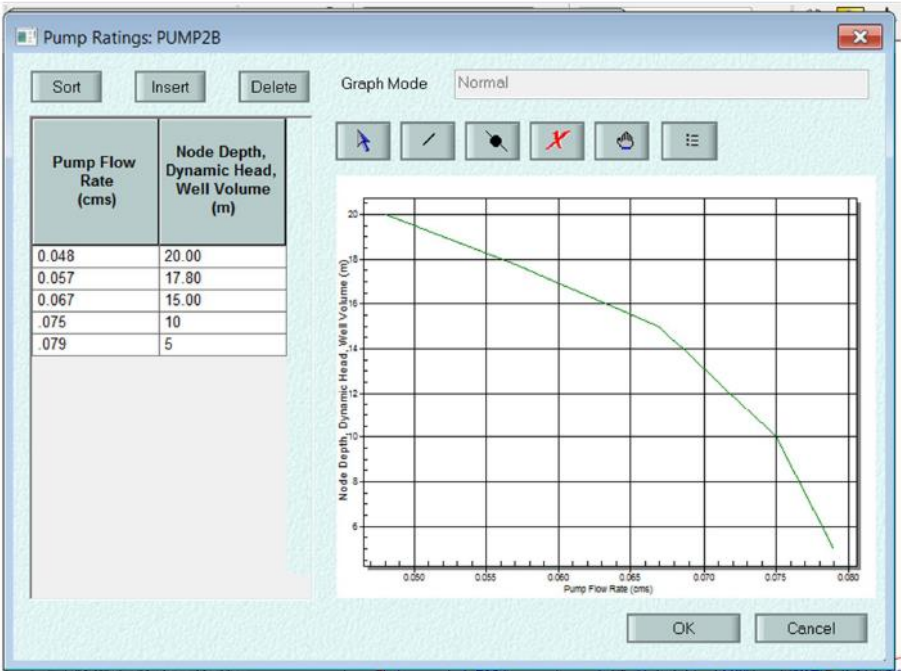 Pump Ratings: PUMP2B
Sort Insert Delete
Graph Mode Normal
Pump Flow
Rate
(cms)
Node Depth,
Dynamic Head,
Well Volume
(m)
0.048 20.00
0.057 17.80
0.067 15.00
.075 10
.079 5
Node Depth, Dynamic Head, Well Volume (m)
20
18
16
14
12
10
8
6
0.050 0.055 0.060 0.065 0.070 0.075 0.080
Pump Flow Rate (cms)
OK Cancel